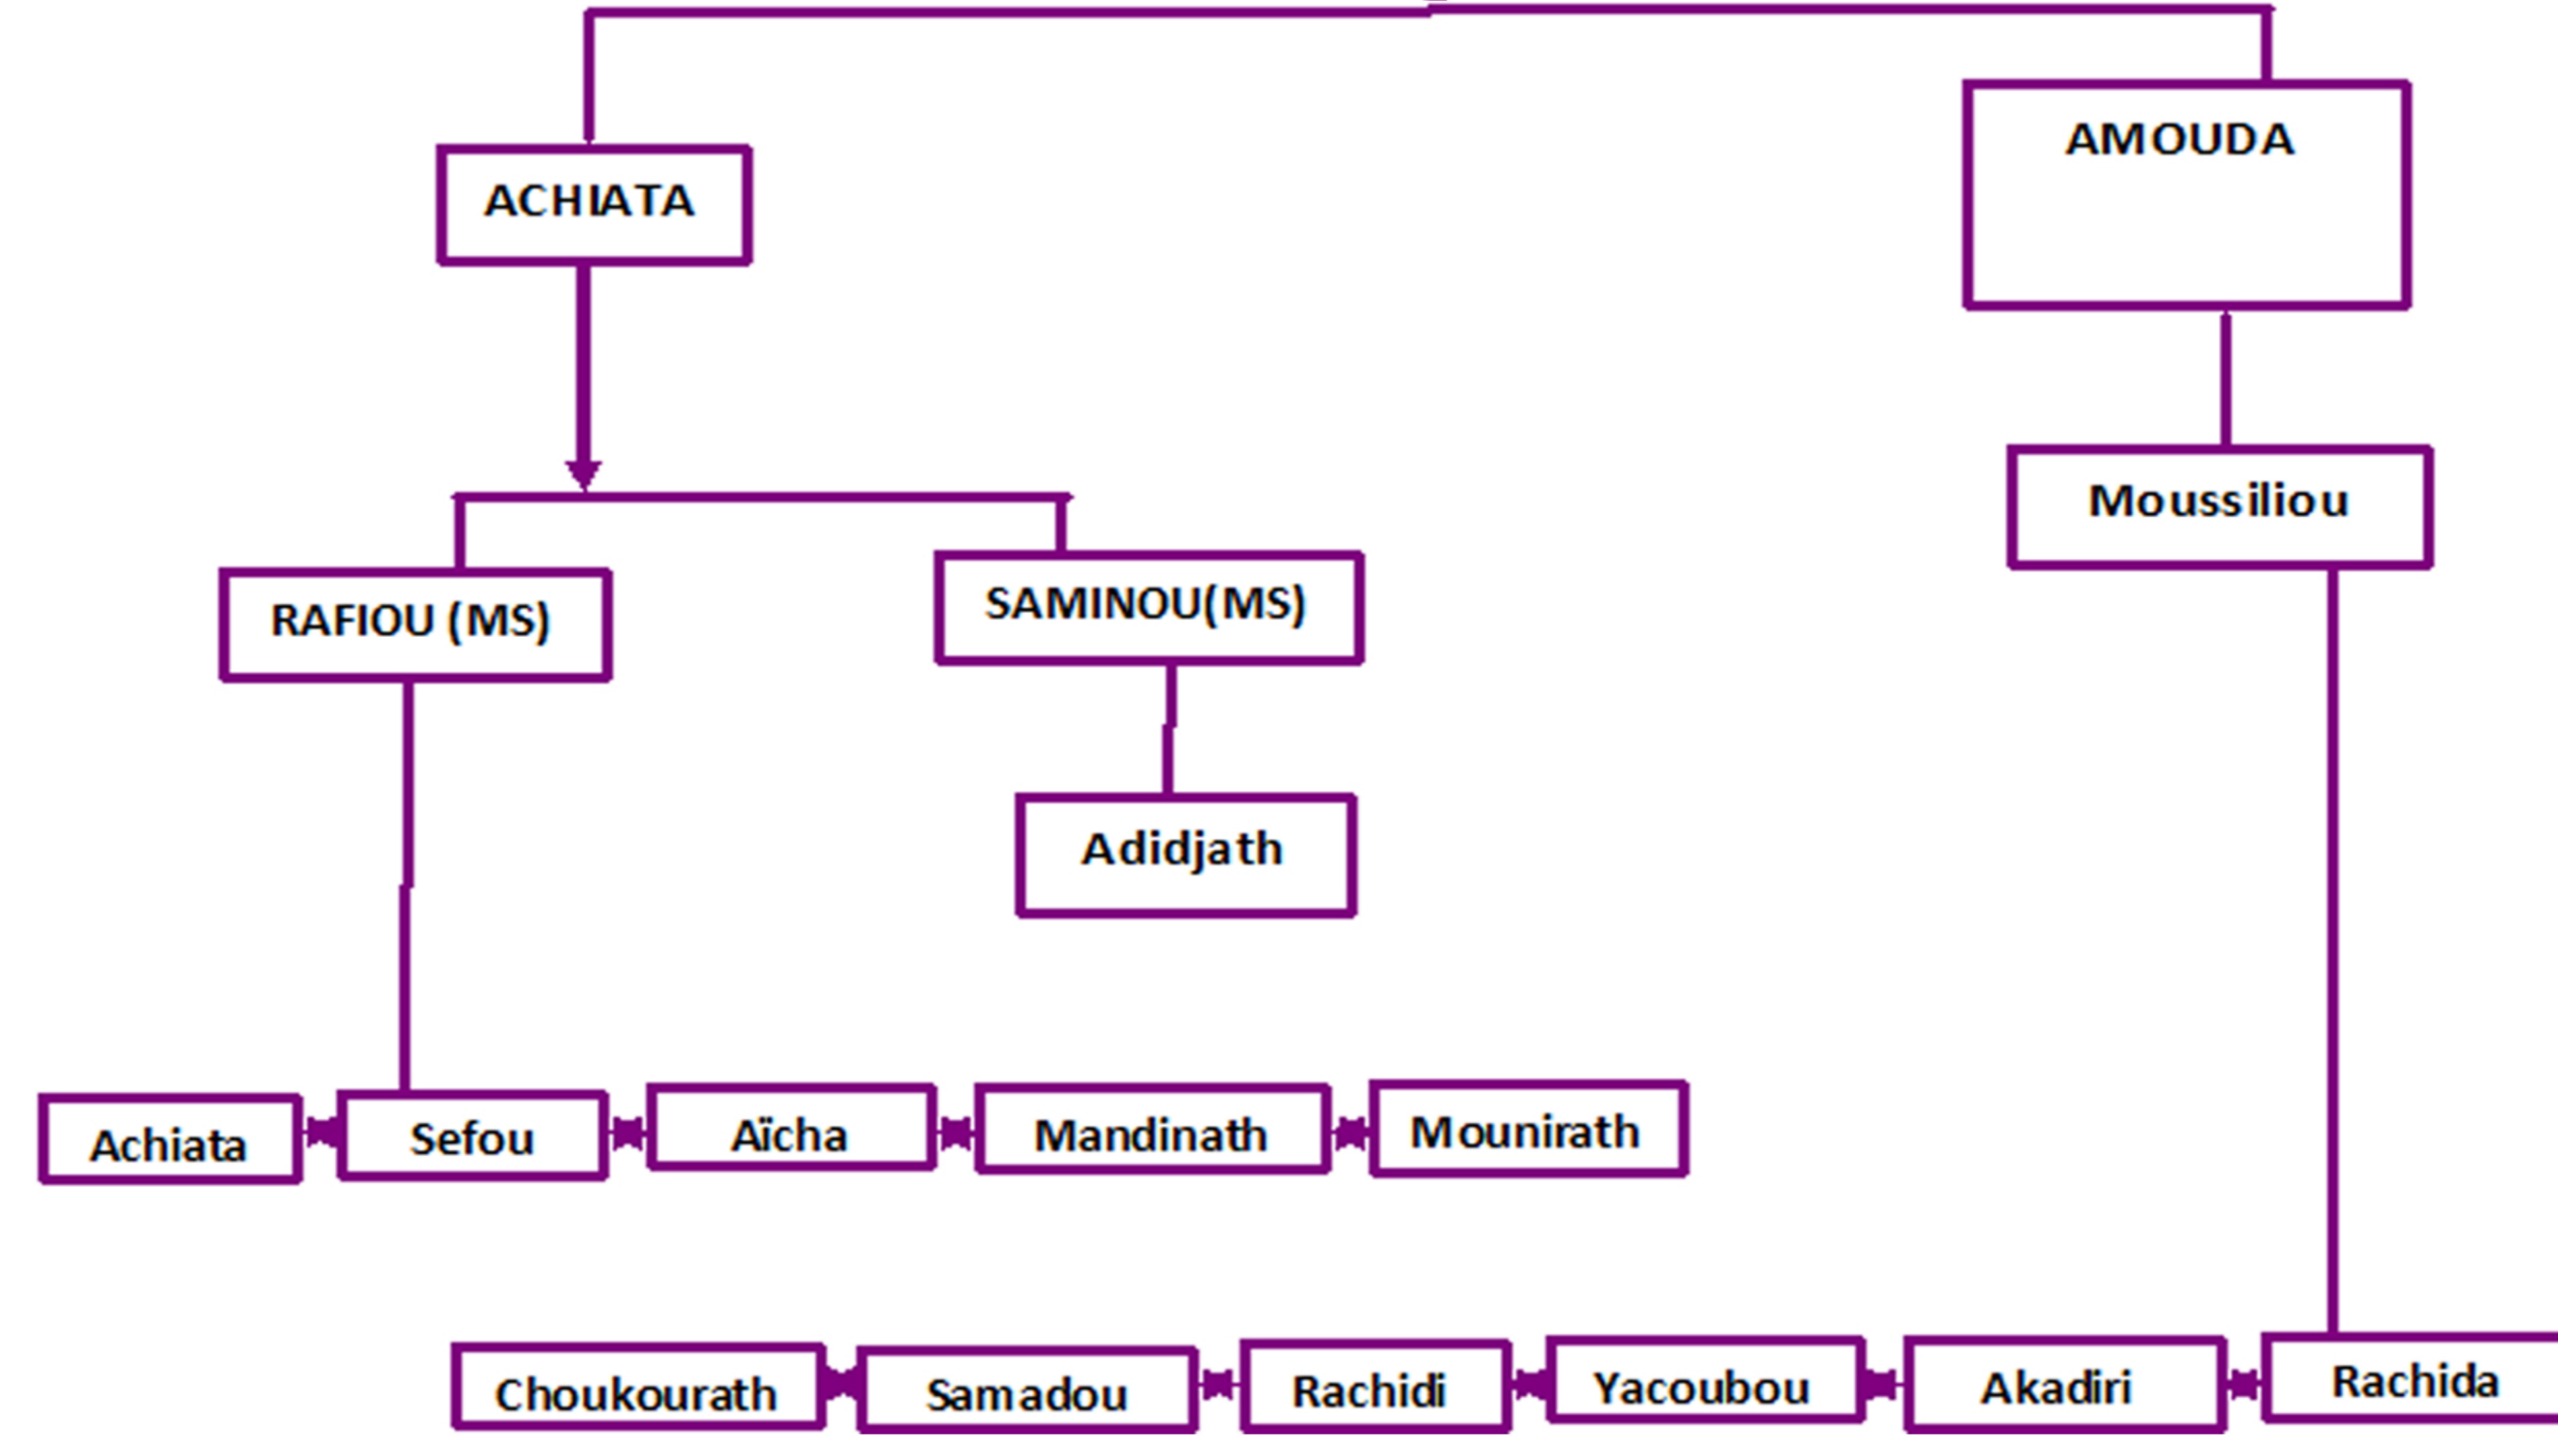 AMOUDA
ACHIATA
Moussiliou
RAFIOU (MS)
SAMINOU(MS)
Adidjath
Achiata
Sefou
Aïcha
Mandinath
Mounirath
Choukourath
Samadou
Rachidi
Yacoubou
Akadiri
Rachida